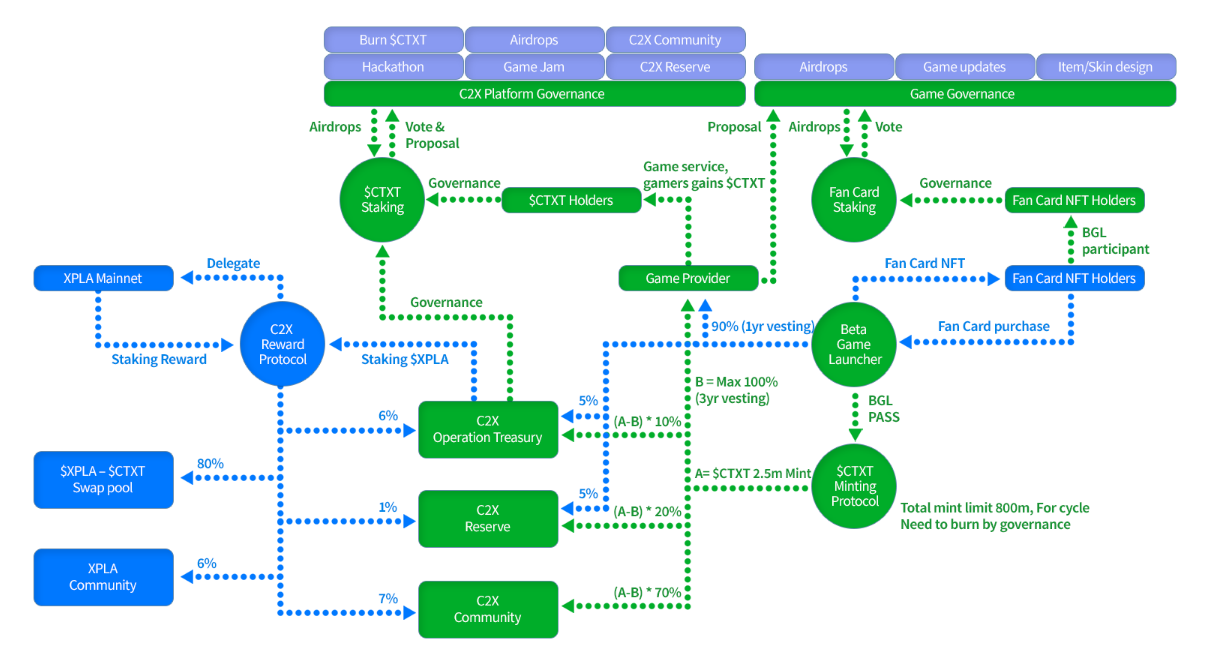 Burn $CTXT
Airdrops
C2X Community
Hackathon
Game Jam
C2X Reserve
Airdrops
Game updates
Item/Skin design
C2X Platform Governance
Game Governance
Airdrops
Vote &
Proposal
Proposal
Airdrops
Vote
Game service,
gamers gains $CTXT
$CTXT
Staking
Governance
$CTXT Holders
Fan Card
Staking
Governance
Fan Card NFT Holders
BGL
participant
Delegate
XPLA Mainnet
Game Provider
Fan Card NFT
Fan Card NFT Holders
Governance
C2X
Reward
Protocol
Staking Reward
Staking $XPLA
90% (1yr vesting)
Beta
Game
Launcher
Fan Card purchase
B = Max 100%
(3yr vesting)
BGL
PASS
6%
C2X
Operation Treasury
5%
(A-B) * 10%
80%
$XPLA – $CTXT
Swap pool
A= $CTXT 2.5m Mint
$CTXT
Minting
Protocol
1%
C2X
Reserve
5%
(A-B) * 20%
Total mint limit 800m, For cycle
Need to burn by governance
6%
XPLA
Community
7%
C2X
Community
(A-B) * 70%